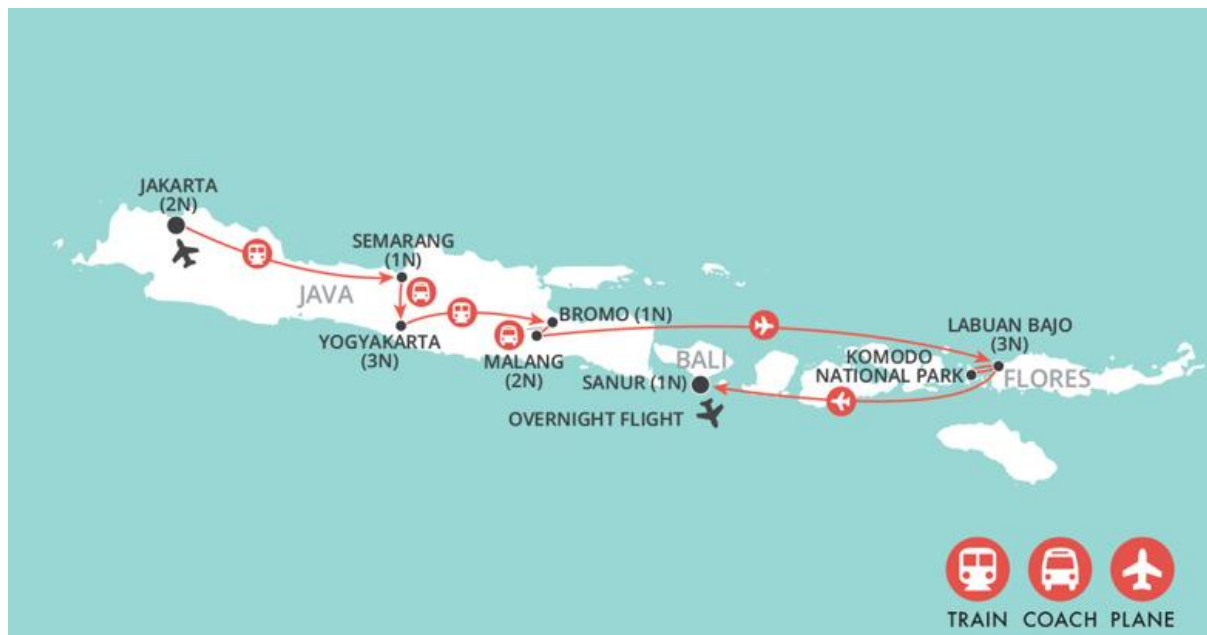 JAKARTA
(2N)
SEMARANG
(1N)
JAVA
YOGYAKARTA
(3N)
BROMO (1N)
MALANG
(2N)
BALI
SANUR (1N)
OVERNIGHT FLIGHT
LABUAN BAJO
(3N)
KOMODO
NATIONAL PARK
FLORES
TRAIN COACH PLANE